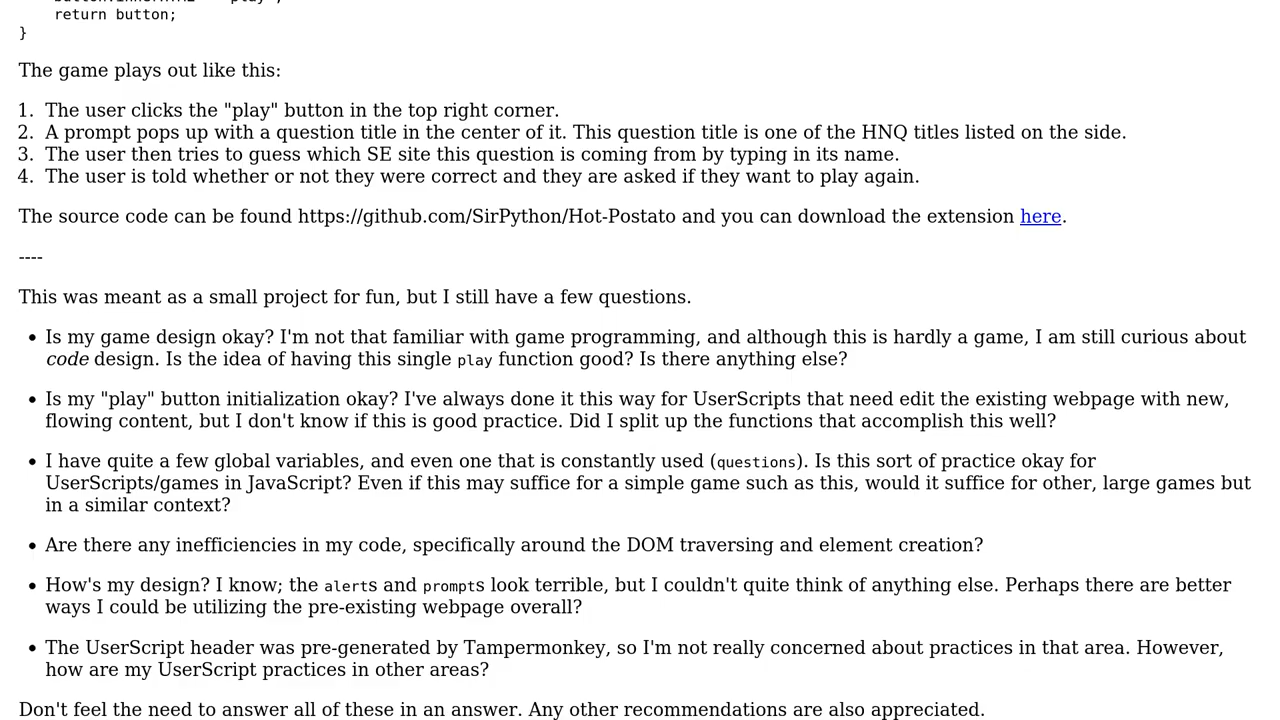 return button;
}
The game plays out like this:
1. The user clicks the "play" button in the top right corner.
2. A prompt pops up with a question title in the center of it. This question title is one of the HNQ titles listed on the side.
3. The user then tries to guess which SE site this question is coming from by typing in its name.
4. The user is told whether or not they were correct and they are asked if they want to play again.
The source code can be found https://github.com/SirPython/Hot-Postato and you can download the extension here.
----
This was meant as a small project for fun, but I still have a few questions.
• Is my game design okay? I'm not that familiar with game programming, and although this is hardly a game, I am still curious about
code design. Is the idea of having this single play function good? Is there anything else?
• Is my "play" button initialization okay? I've always done it this way for UserScripts that need edit the existing webpage with new,
flowing content, but I don't know if this is good practice. Did I split up the functions that accomplish this well?
• I have quite a few global variables, and even one that is constantly used (questions). Is this sort of practice okay for
UserScripts/games in JavaScript? Even if this may suffice for a simple game such as this, would it suffice for other, large games but
in a similar context?
• Are there any inefficiencies in my code, specifically around the DOM traversing and element creation?
• How's my design? I know; the alerts and prompts look terrible, but I couldn't quite think of anything else. Perhaps there are better
ways I could be utilizing the pre-existing webpage overall?
• The UserScript header was pre-generated by Tampermonkey, so I'm not really concerned about practices in that area. However,
how are my UserScript practices in other areas?
Don't feel the need to answer all of these in an answer. Any other recommendations are also appreciated.